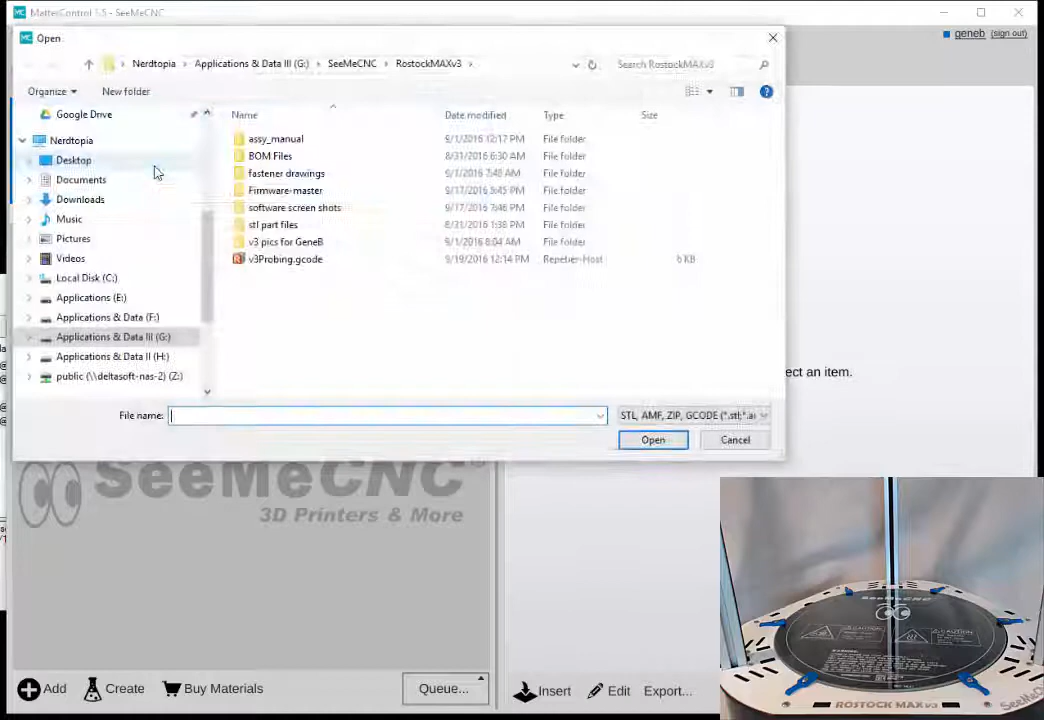 MatterControl 1.5 - SeeMeCNC
geneb (sign out)
Open
Nerdtopia > Applications & Data III (G:) > SeeMeCNC > RostockMAXv3 >
Search RostockMAXv3
Organize
New folder
Google Drive
Nerdtopia
Desktop
Documents
Downloads
Music
Pictures
Videos
Local Disk (C:)
Applications (E:)
Applications & Data (F:)
Applications & Data III (G:)
Applications & Data II (H:)
public (\\deltasoft-nas-2) (Z:)
Name Date modified Type Size
assy_manual 9/1/2016 12:17 PM File folder
BOM Files 8/31/2016 6:30 AM File folder
fastener drawings 9/1/2016 7:48 AM File folder
Firmware-master 9/17/2016 5:45 PM File folder
software screen shots 9/17/2016 7:46 PM File folder
stl part files 8/31/2016 1:38 PM File folder
v3 pics for GeneB 9/1/2016 8:04 AM File folder
v3Probing.gcode 9/19/2016 12:14 PM Repetier-Host 6 KB
File name:
STL, AMF, ZIP, GCODE (*.stl;*.a
Open
Cancel
ect an item.
SeeMeCNC
3D Printers & More
Add
Create
Buy Materials
Queue...
Insert
Edit
Export...
SeeMeCNC
CAUTION
CAUTION
ROSTOCK MAX v3
SeeMeC